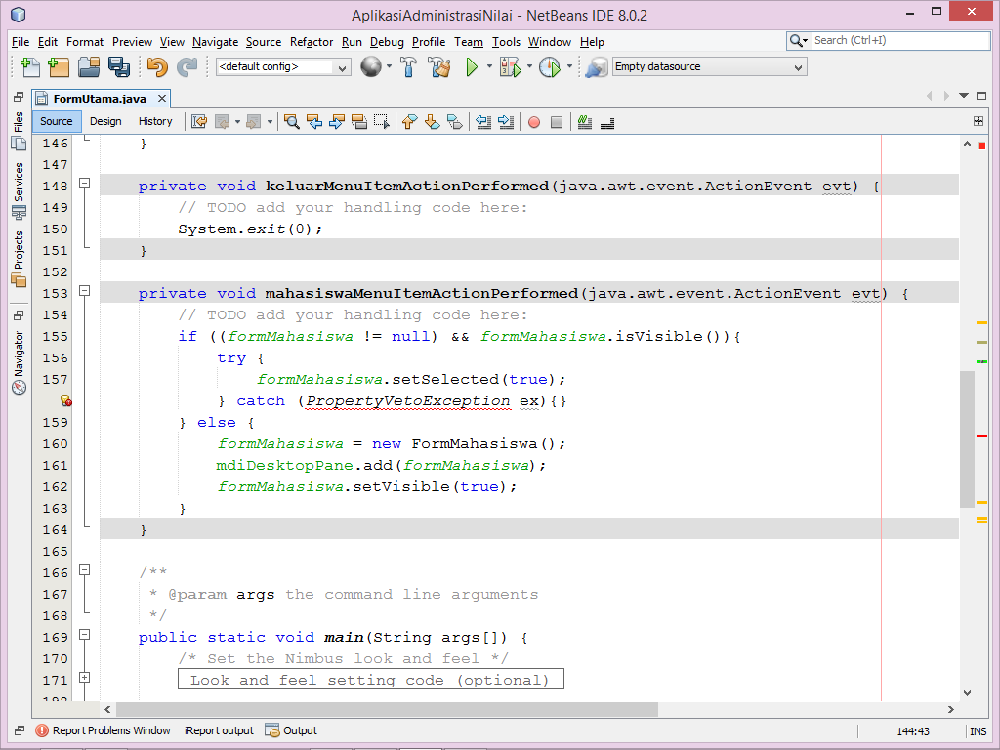 AplikasiAdministrasiNilai - NetBeans IDE 8.0.2
File Edit Format Preview View Navigate Source Refactor Run Debug Profile Team Tools Window Help
Search (Ctrl+I)
<default config>
Empty datasource
FormUtama.java
Source Design History
Files
Services
Projects
Navigator
146 }
147
148 private void keluarMenuItemActionPerformed(java.awt.event.ActionEvent evt) {
149 // TODO add your handling code here:
150 System.exit(0);
151 }
152
153 private void mahasiswaMenuItemActionPerformed(java.awt.event.ActionEvent evt) {
154 // TODO add your handling code here:
155 if ((formMahasiswa != null) && formMahasiswa.isVisible()){
156 try {
157 formMahasiswa.setSelected(true);
} catch (PropertyVetoException ex){}
159 } else {
160 formMahasiswa = new FormMahasiswa();
161 mdiDesktopPane.add(formMahasiswa);
162 formMahasiswa.setVisible(true);
163 }
164 }
165
166 /**
167 * @param args the command line arguments
168 */
169 public static void main(String args[]) {
170 /* Set the Nimbus look and feel */
171 Look and feel setting code (optional)
Report Problems Window iReport output Output
144:43 INS